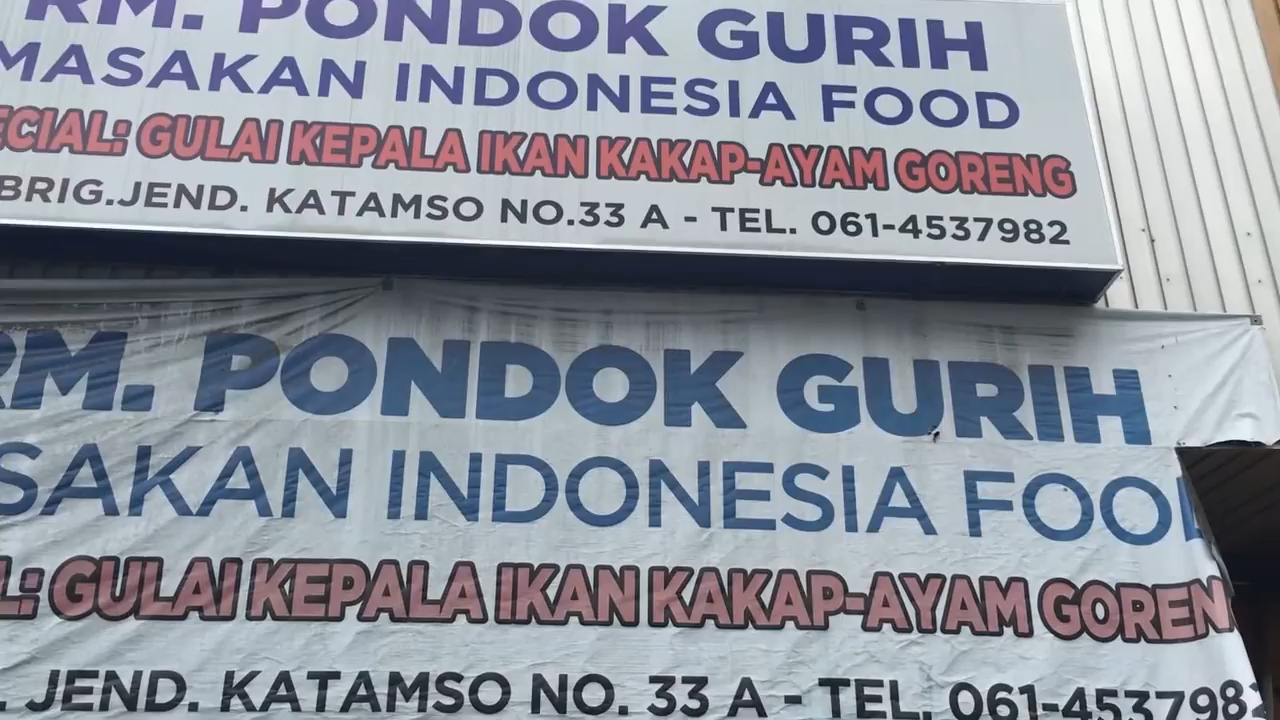 RM. PONDOK GURIH
MASAKAN INDONESIA FOOD
ECIAL: GULAI KEPALA IKAN KAKAP-AYAM GORENG
BRIG.JEND. KATAMSO NO.33 A - TEL. 061-4537982
RM. PONDOK GURIH
SAKAN INDONESIA FOOD
L: GULAI KEPALA IKAN KAKAP-AYAM GOREN
. JEND. KATAMSO NO. 33 A - TEL. 061-4537982